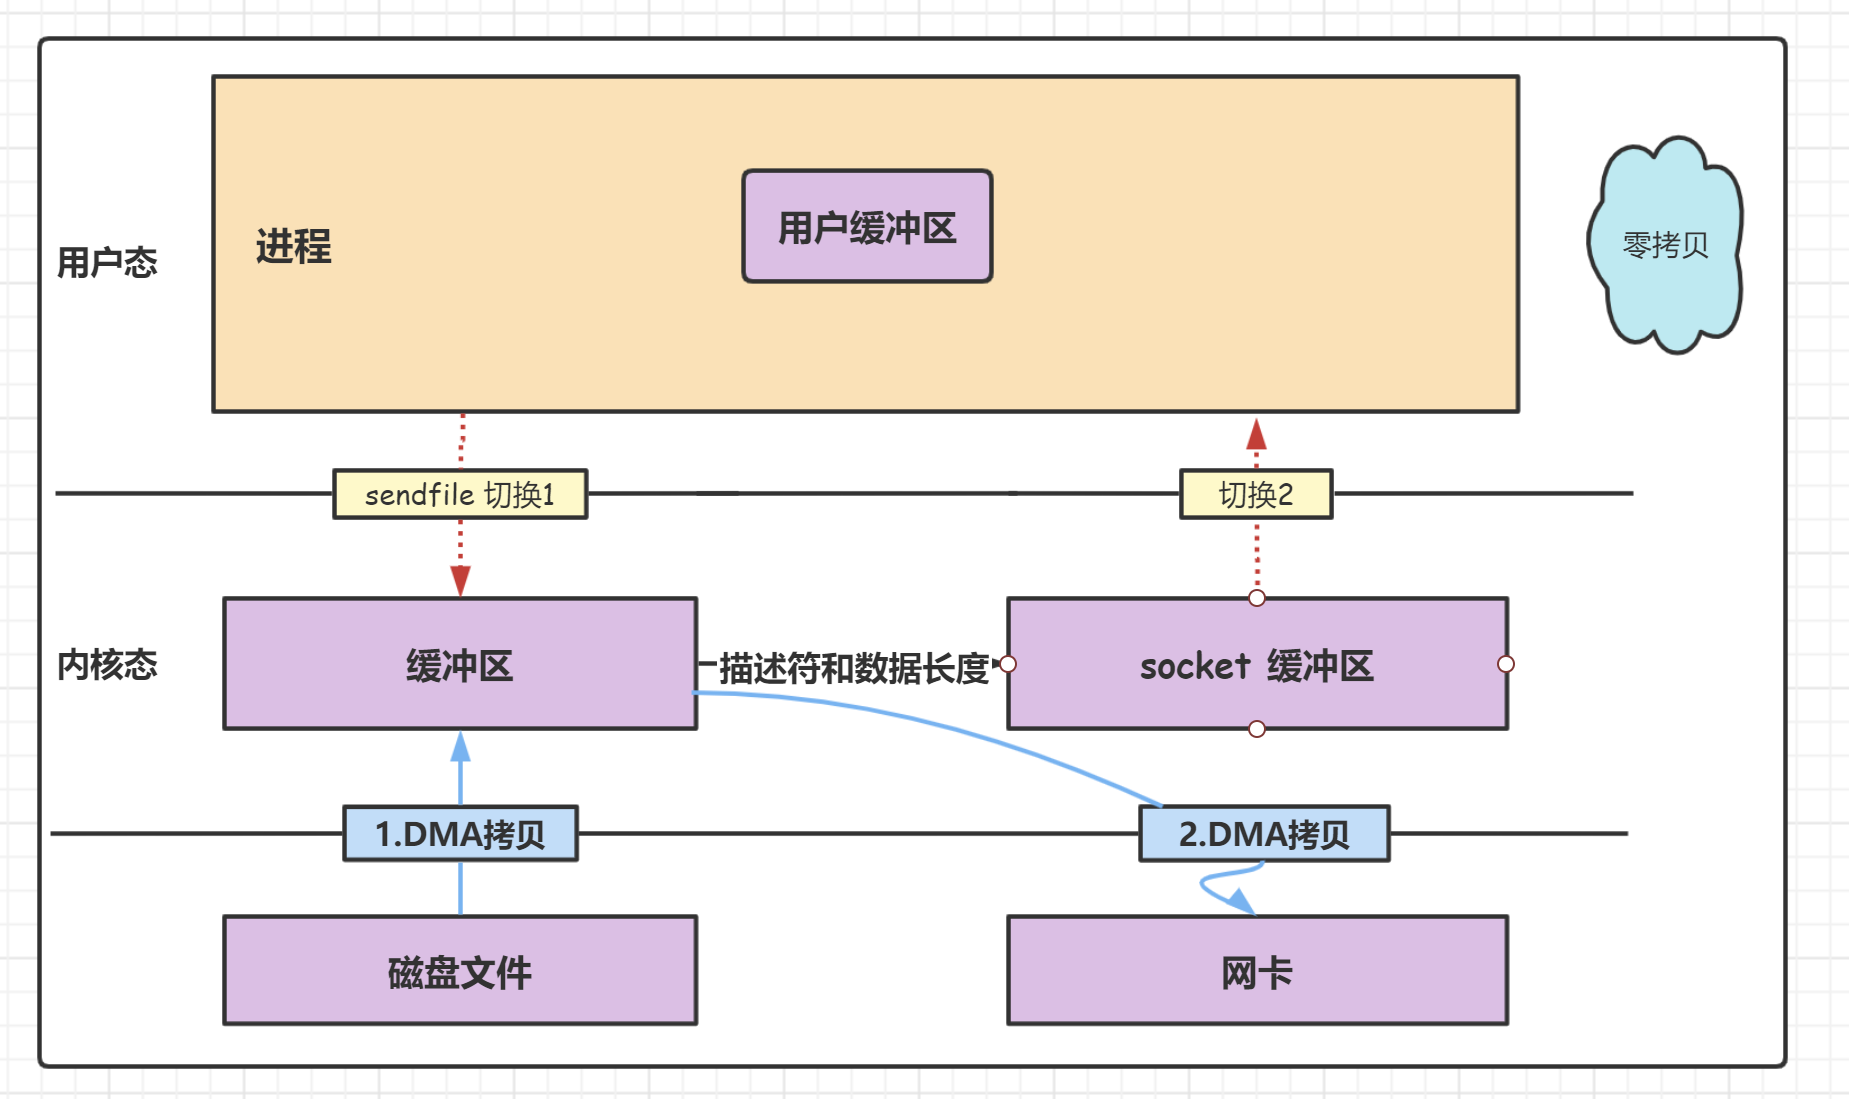 用户缓冲区
进程
用户态
零拷贝
sendfile 切换1
切换2
内核态
缓冲区
描述符和数据长度
socket 缓冲区
1.DMA拷贝
2.DMA拷贝
磁盘文件
网卡